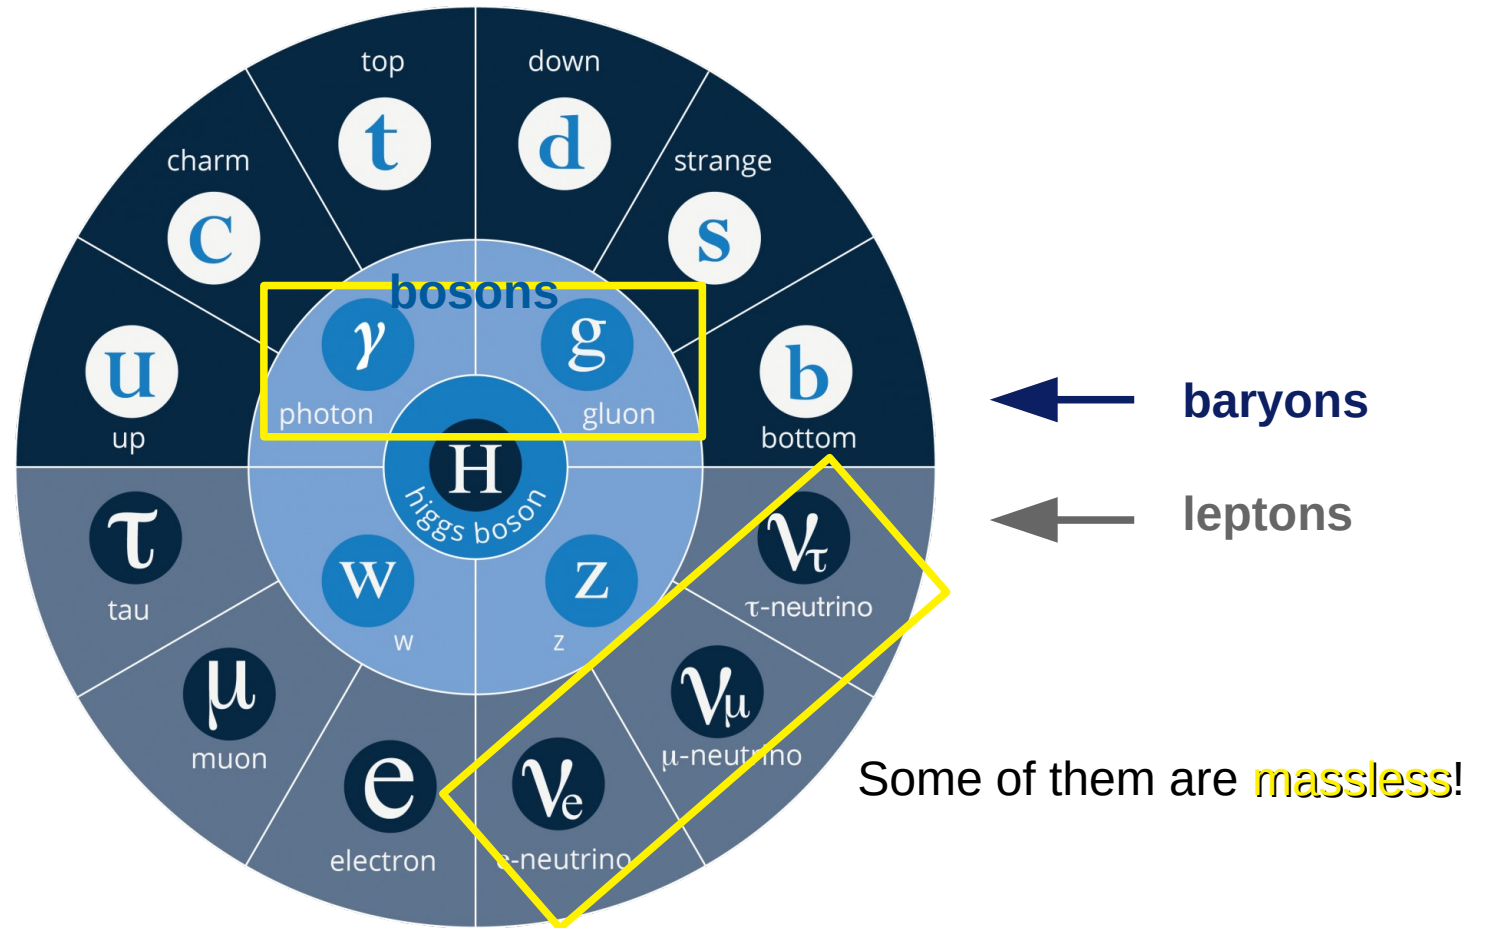 top
t
down
d
charm
c
strange
s
bosons
u
up
γ
photon
g
gluon
b
bottom
baryons
H
higgs boson
leptons
τ
tau
w
w
z
z
ντ
τ-neutrino
μ
muon
νμ
μ-neutrino
Some of them are massless!
e
electron
νe
e-neutrino